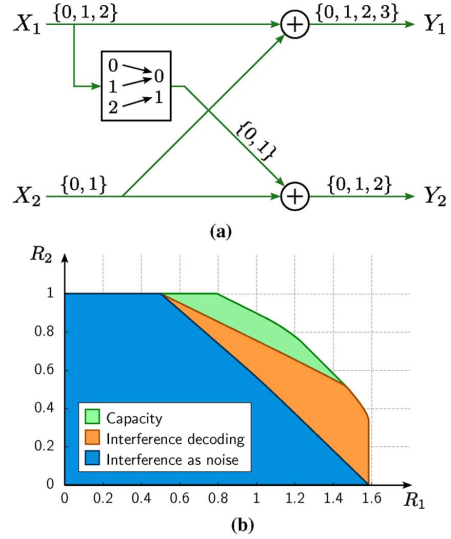 X₁ {0, 1, 2} {0, 1, 2, 3} Y₁
0 0
1 1
2
{0, 1}
X₂ {0, 1} {0, 1, 2} Y₂
(a)
R₂
1
0.8
0.6
0.4
0.2
0
Capacity
Interference decoding
Interference as noise
0 0.2 0.4 0.6 0.8 1 1.2 1.4 1.6 R₁
(b)